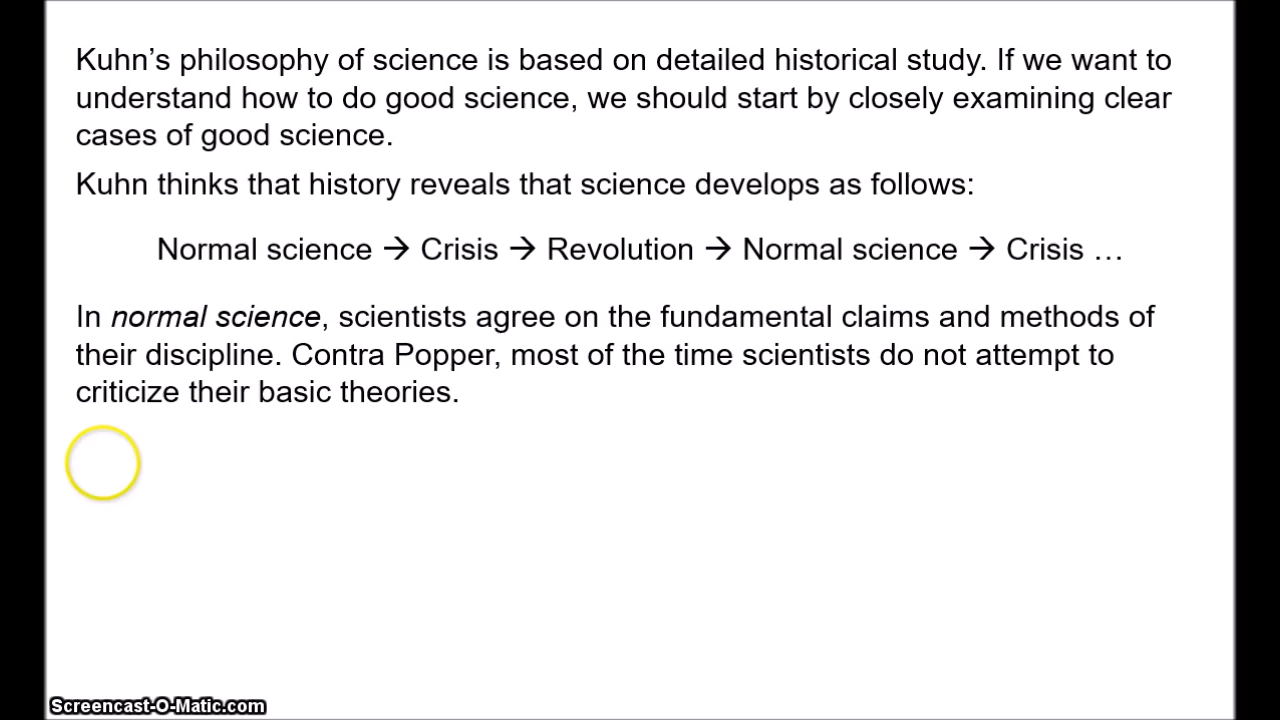 Kuhn’s philosophy of science is based on detailed historical study. If we want to
understand how to do good science, we should start by closely examining clear
cases of good science.
Kuhn thinks that history reveals that science develops as follows:
Normal science → Crisis → Revolution → Normal science → Crisis …
In normal science, scientists agree on the fundamental claims and methods of
their discipline. Contra Popper, most of the time scientists do not attempt to
criticize their basic theories.
Screencast-O-Matic.com